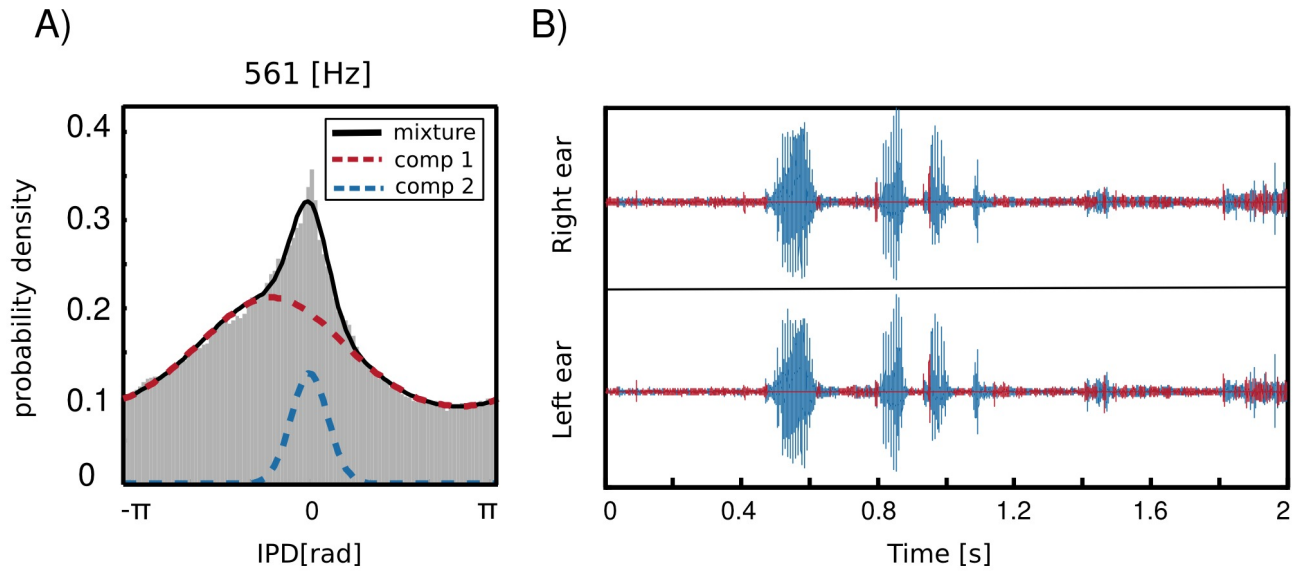 A)
561 [Hz]
probability density
0.4
0.3
0.2
0.1
0
mixture
comp 1
comp 2
-π
0
π
IPD[rad]
B)
Right ear
Left ear
0
0.4
0.8
1.2
1.6
2
Time [s]